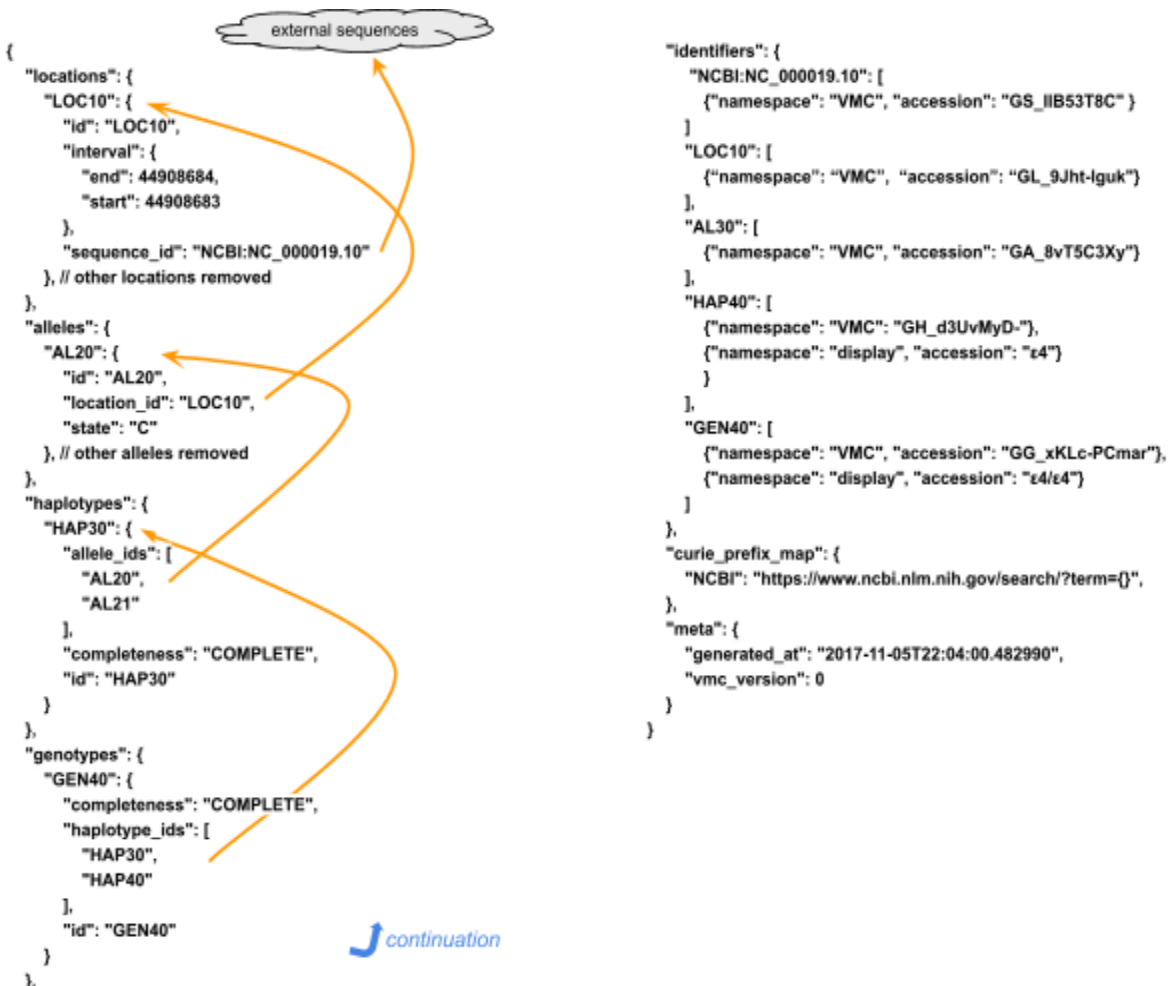 external sequences
{
"locations": {
"LOC10": {
"id": "LOC10",
"interval": {
"end": 44908684,
"start": 44908683
},
"sequence_id": "NCBI:NC_000019.10"
}, // other locations removed
},
"alleles": {
"AL20": {
"id": "AL20",
"location_id": "LOC10",
"state": "C"
}, // other alleles removed
},
"haplotypes": {
"HAP30": {
"allele_ids": [
"AL20",
"AL21"
],
"completeness": "COMPLETE",
"id": "HAP30"
}
},
"genotypes": {
"GEN40": {
"completeness": "COMPLETE",
"haplotype_ids": [
"HAP30",
"HAP40"
],
"id": "GEN40"
}
},
continuation
"identifiers": {
"NCBI:NC_000019.10": [
{"namespace": "VMC", "accession": "GS_IIB53T8C" }
]
"LOC10": [
{“namespace”: “VMC”, “accession”: “GL_9Jht-Iguk”}
],
"AL30": [
{"namespace": "VMC", "accession": "GA_8vT5C3Xy"}
],
"HAP40": [
{"namespace": "VMC": "GH_d3UvMyD-"},
{"namespace": "display", "accession": "ε4"}
}
],
"GEN40": [
{"namespace": "VMC", "accession": "GG_xKLc-PCmar"},
{"namespace": "display", "accession": "ε4/ε4"}
]
},
"curie_prefix_map": {
"NCBI": "https://www.ncbi.nlm.nih.gov/search/?term={}",
},
"meta": {
"generated_at": "2017-11-05T22:04:00.482990",
"vmc_version": 0
}
}